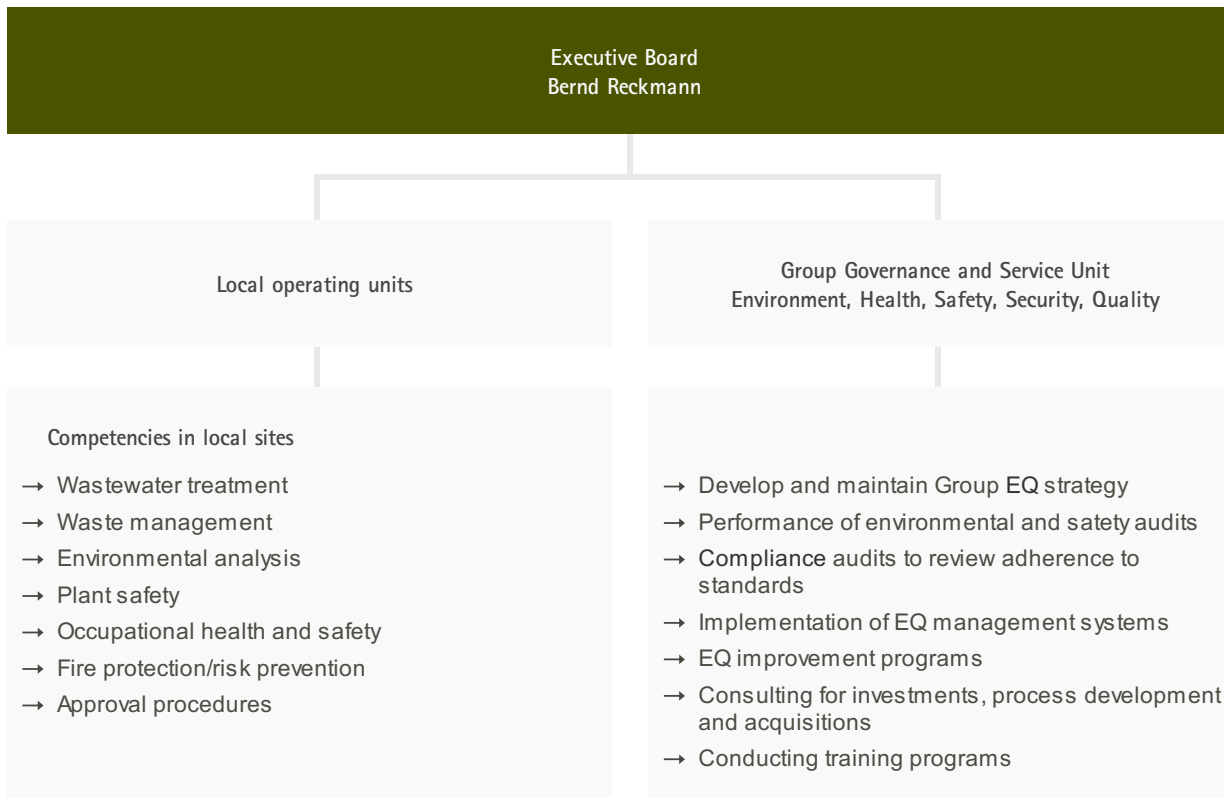 Executive Board
Bernd Reckmann
Local operating units
Group Governance and Service Unit
Environment, Health, Safety, Security, Quality
Competencies in local sites
→ Wastewater treatment
→ Waste management
→ Environmental analysis
→ Plant safety
→ Occupational health and safety
→ Fire protection/risk prevention
→ Approval procedures
→ Develop and maintain Group EQ strategy
→ Performance of environmental and satety audits
→ Compliance audits to review adherence to
standards
→ Implementation of EQ management systems
→ EQ improvement programs
→ Consulting for investments, process development
and acquisitions
→ Conducting training programs